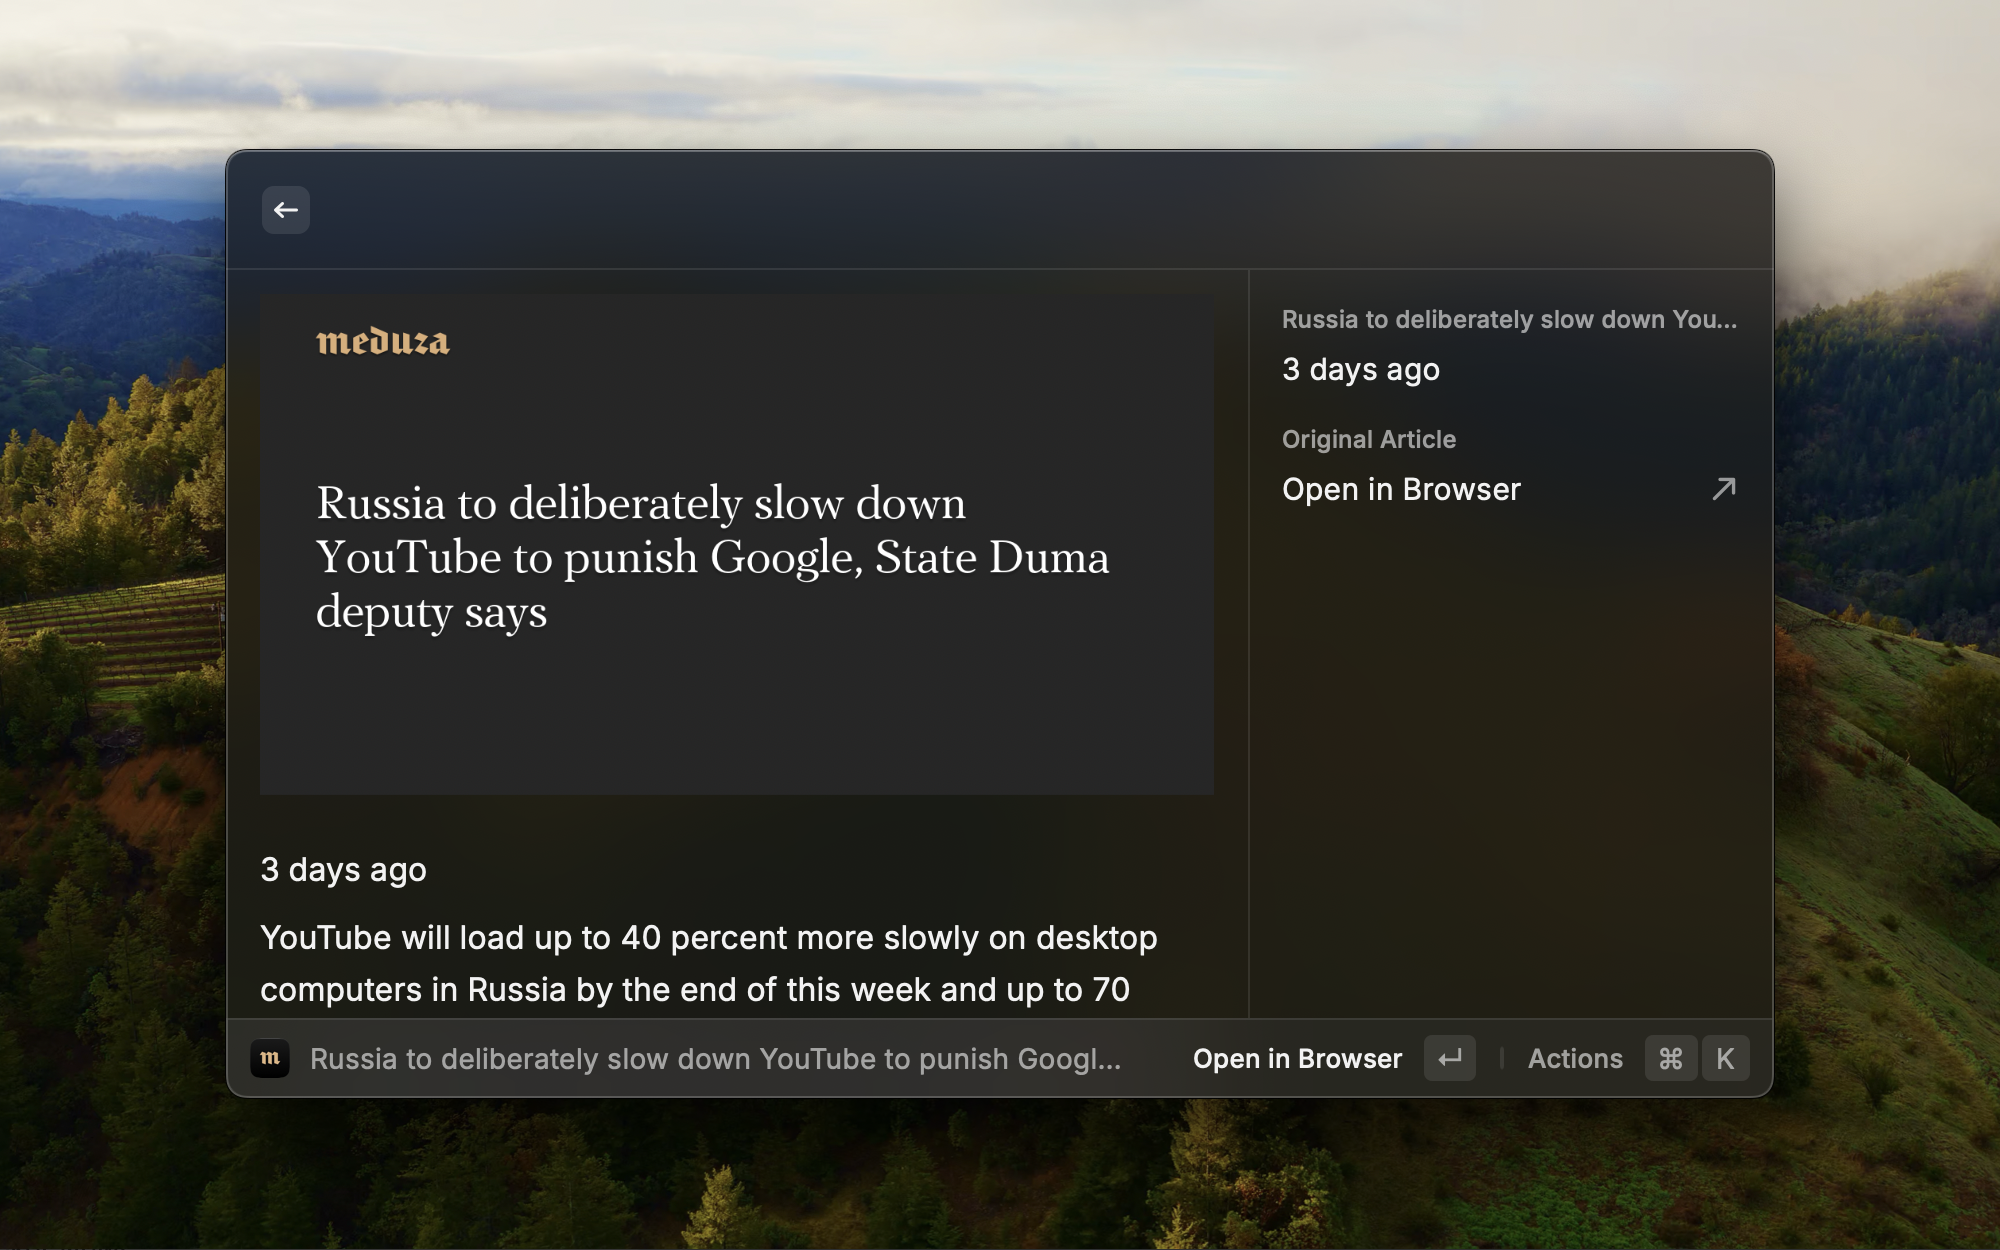 meduza
Russia to deliberately slow down
YouTube to punish Google, State Duma
deputy says
3 days ago
YouTube will load up to 40 percent more slowly on desktop
computers in Russia by the end of this week and up to 70
Russia to deliberately slow down You...
3 days ago
Original Article
Open in Browser
m Russia to deliberately slow down YouTube to punish Googl... Open in Browser ↵ Actions ⌘ K